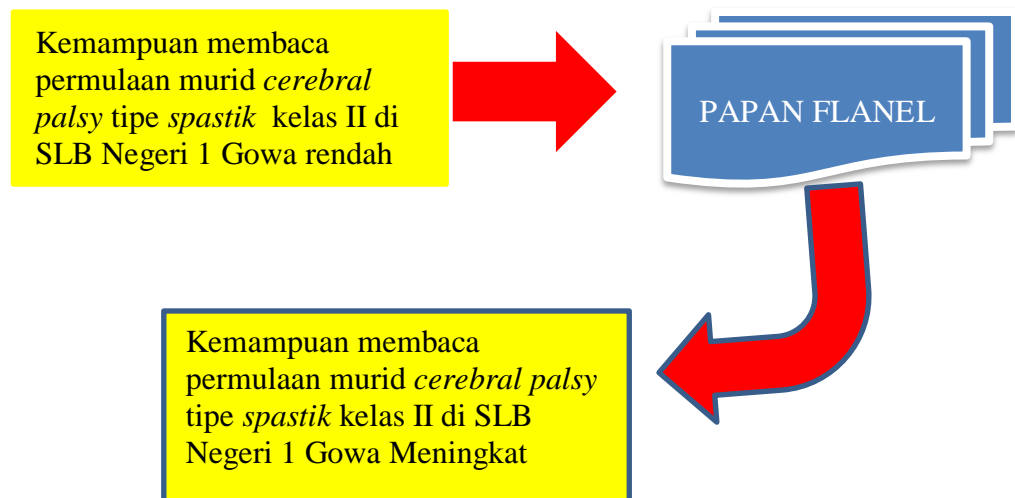 Kemampuan membaca
permulaan murid cerebral
palsy tipe spastik kelas II di
SLB Negeri 1 Gowa rendah
PAPAN FLANEL
Kemampuan membaca
permulaan murid cerebral palsy
tipe spastik kelas II di SLB
Negeri 1 Gowa Meningkat